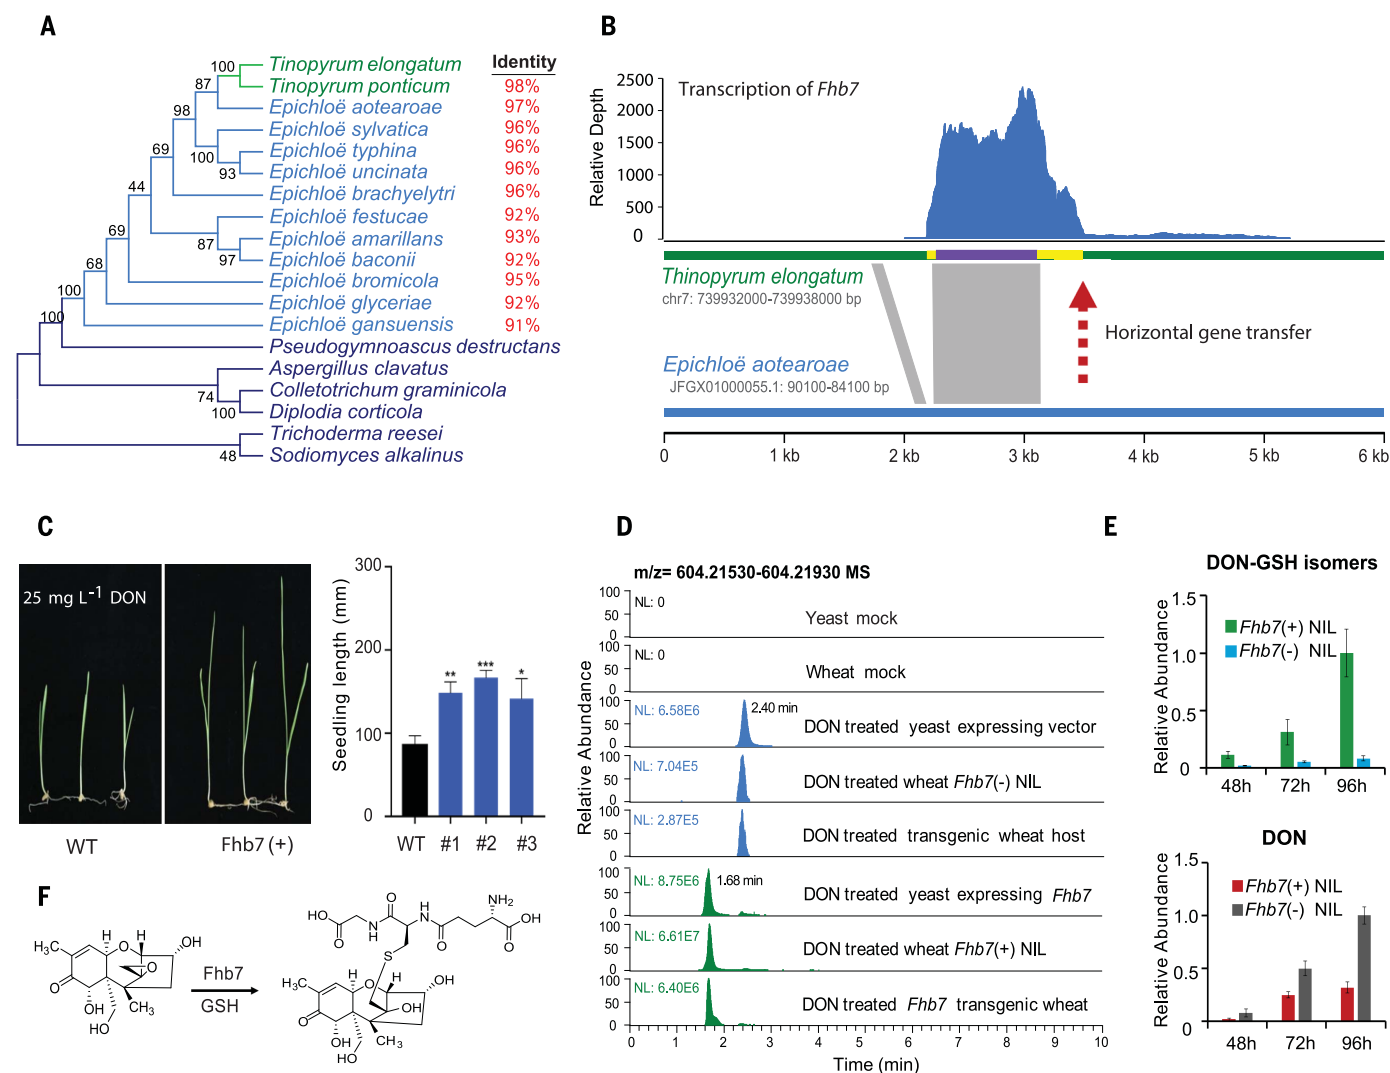 A
Identity
100
Tinopyrum elongatum
Tinopyrum ponticum 98%
87
Epichloë aotearoae 97%
98
Epichloë sylvatica 96%
Epichloë typhina 96%
100
69
Epichloë uncinata 96%
93
44
Epichloë brachyelytri 96%
Epichloë festucae 92%
69
87
Epichloë amarillans 93%
97
Epichloë baconii 92%
68
Epichloë bromicola 95%
100
Epichloë glyceriae 92%
100
Epichloë gansuensis 91%
Pseudogymnoascus destructans
Aspergillus clavatus
74
Colletotrichum graminicola
100
Diplodia corticola
Trichoderma reesei
48
Sodiomyces alkalinus
B
Transcription of Fhb7
Relative Depth
2500
2000
1500
1000
500
0
Thinopyrum elongatum
chr7: 739932000-739938000 bp
Horizontal gene transfer
Epichloë aotearoae
JFGX01000055.1: 90100-84100 bp
0 1 kb 2 kb 3 kb 4 kb 5 kb 6 kb
C
25 mg L-1 DON
WT
Fhb7 (+)
Seedling length (mm)
300
200
100
0
** *** *
WT #1 #2 #3
D
m/z= 604.21530-604.21930 MS
Relative Abundance
100
50
0
NL: 0
Yeast mock
100
50
0
NL: 0
Wheat mock
100
50
0
NL: 6.58E6
2.40 min
DON treated yeast expressing vector
100
50
0
NL: 7.04E5
DON treated wheat Fhb7(-) NIL
100
50
0
NL: 2.87E5
DON treated transgenic wheat host
100
50
0
NL: 8.75E6
1.68 min
DON treated yeast expressing Fhb7
100
50
0
NL: 6.61E7
DON treated wheat Fhb7(+) NIL
100
50
0
NL: 6.40E6
DON treated Fhb7 transgenic wheat
0 1 2 3 4 5 6 7 8 9 10
Time (min)
E
DON-GSH isomers
Relative Abundance
1.5
1.0
0.5
0
Fhb7(+) NIL
Fhb7(-) NIL
48h 72h 96h
DON
Relative Abundance
1.5
1.0
0.5
0
Fhb7(+) NIL
Fhb7(-) NIL
48h 72h 96h
F
H3C
H
O
H
OH
O
O
OH
CH3
HO
Fhb7
GSH
HO
O
O
N
H
H
N
O
NH2
OH
O
S
H3C
H
O
H
OH
O
OH
OH
CH3
HO